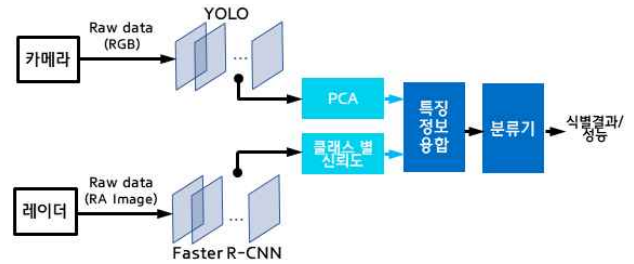 YOLO
Raw data
(RGB)
카메라
...
PCA
특징
정보
융합
분류기
식별결과/
성능
클래스 별
신뢰도
Raw data
(RA Image)
레이더
...
Faster R-CNN